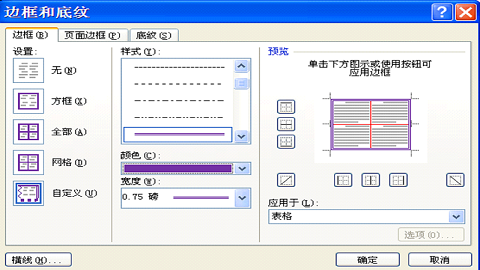 边框和底纹
边框(B) 页面边框(P) 底纹(S)
设置:
无(N)
方框(X)
全部(A)
网格(D)
自定义(U)
样式(Y):
颜色(C):
宽度(W):
0.75 磅
预览
单击下方图示或使用按钮可
应用边框
应用于(L):
表格
选项(O)...
横线(H)... 确定 取消